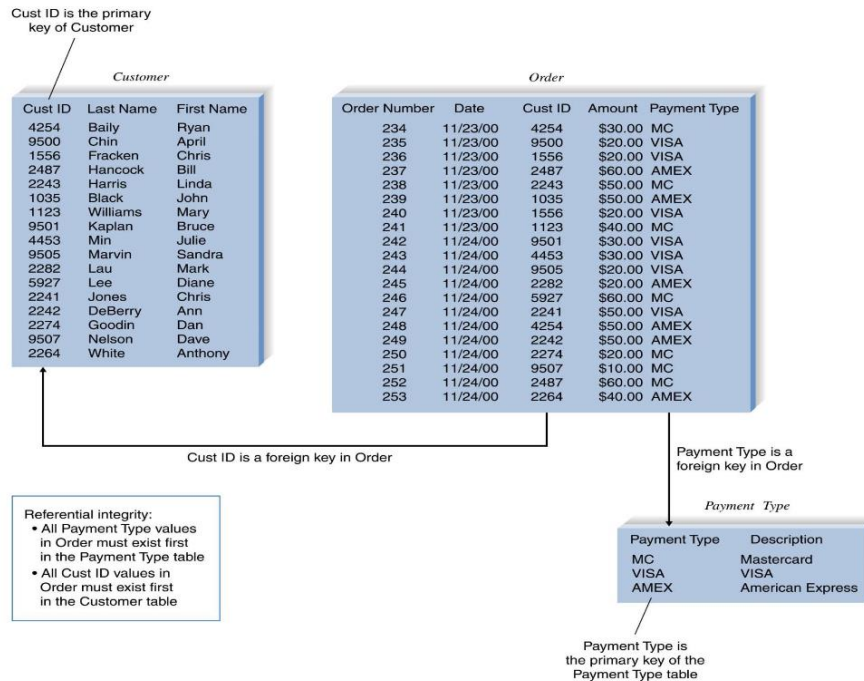 Cust ID is the primary
key of Customer
Customer
Cust ID Last Name First Name
4254 Baily Ryan
9500 Chin April
1556 Fracken Chris
2487 Hancock Bill
2243 Harris Linda
1035 Black John
1123 Williams Mary
9501 Kaplan Bruce
4453 Min Julie
9505 Marvin Sandra
2282 Lau Mark
5927 Lee Diane
2241 Jones Chris
2242 DeBerry Ann
2274 Goodin Dan
9507 Nelson Dave
2264 White Anthony
Order
Order Number Date Cust ID Amount Payment Type
234 11/23/00 4254 $30.00 MC
235 11/23/00 9500 $20.00 VISA
236 11/23/00 1556 $20.00 VISA
237 11/23/00 2487 $60.00 AMEX
238 11/23/00 2243 $50.00 MC
239 11/23/00 1035 $50.00 AMEX
240 11/23/00 1556 $20.00 VISA
241 11/23/00 1123 $40.00 MC
242 11/24/00 9501 $30.00 VISA
243 11/24/00 4453 $30.00 VISA
244 11/24/00 9505 $20.00 VISA
245 11/24/00 2282 $20.00 AMEX
246 11/24/00 5927 $60.00 MC
247 11/24/00 2241 $50.00 VISA
248 11/24/00 4254 $50.00 AMEX
249 11/24/00 2242 $50.00 AMEX
250 11/24/00 2274 $20.00 MC
251 11/24/00 9507 $10.00 MC
252 11/24/00 2487 $60.00 MC
253 11/24/00 2264 $40.00 AMEX
Cust ID is a foreign key in Order
Payment Type is a
foreign key in Order
Referential integrity:
• All Payment Type values
in Order must exist first
in the Payment Type table
• All Cust ID values in
Order must exist first
in the Customer table
Payment Type
Payment Type Description
MC Mastercard
VISA VISA
AMEX American Express
Payment Type is
the primary key of the
Payment Type table